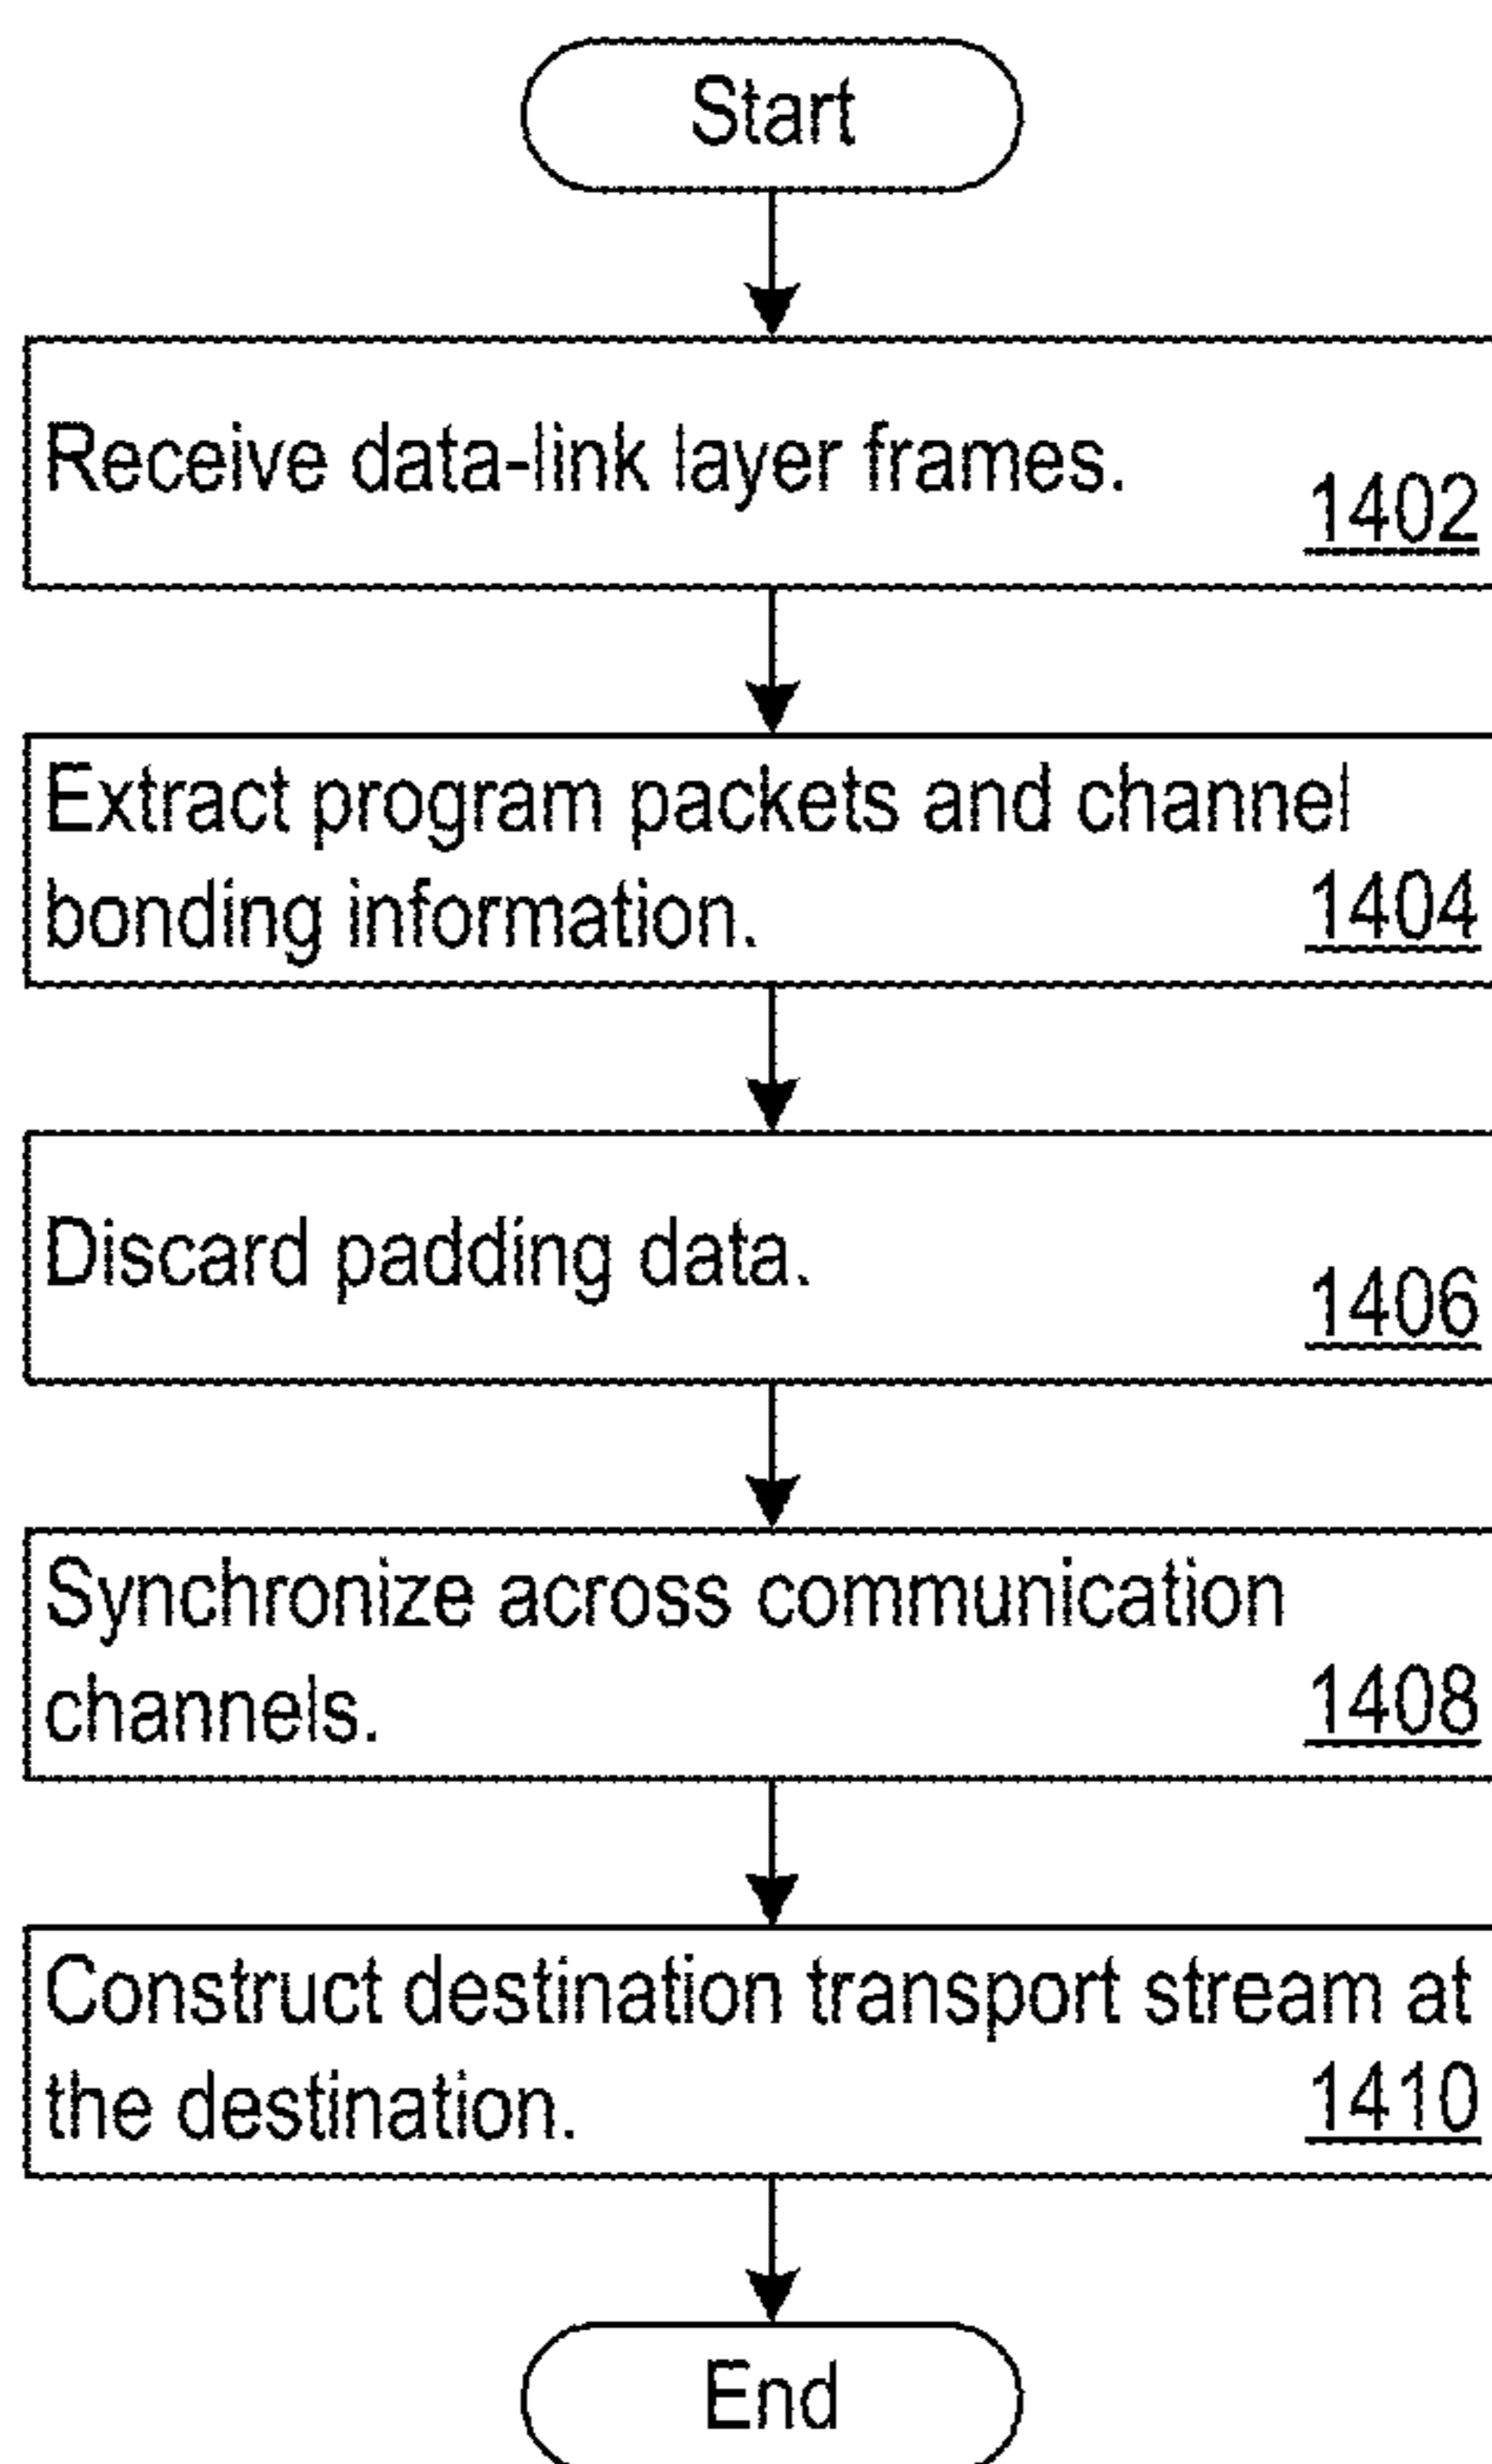 Start
Receive data-link layer frames.
1402
Extract program packets and channel
bonding information.
1404
Discard padding data.
1406
Synchronize across communication
channels.
1408
Construct destination transport stream at
the destination.
1410
End